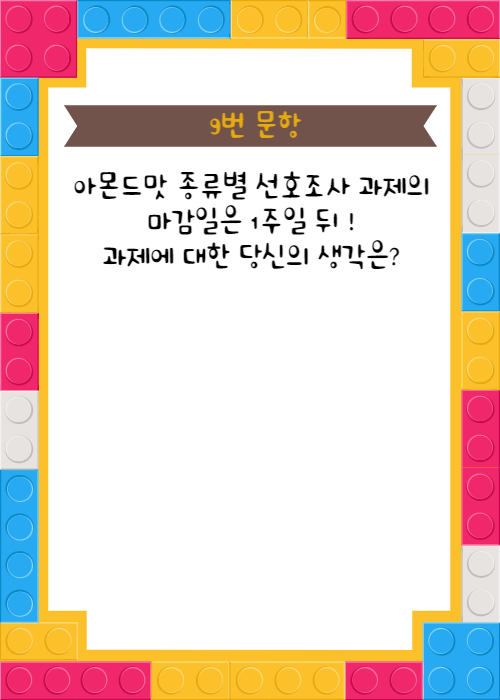 9번 문항
아몬드맛 종류별 선호조사 과제의
마감일은 1주일 뒤 !
과제에 대한 당신의 생각은?